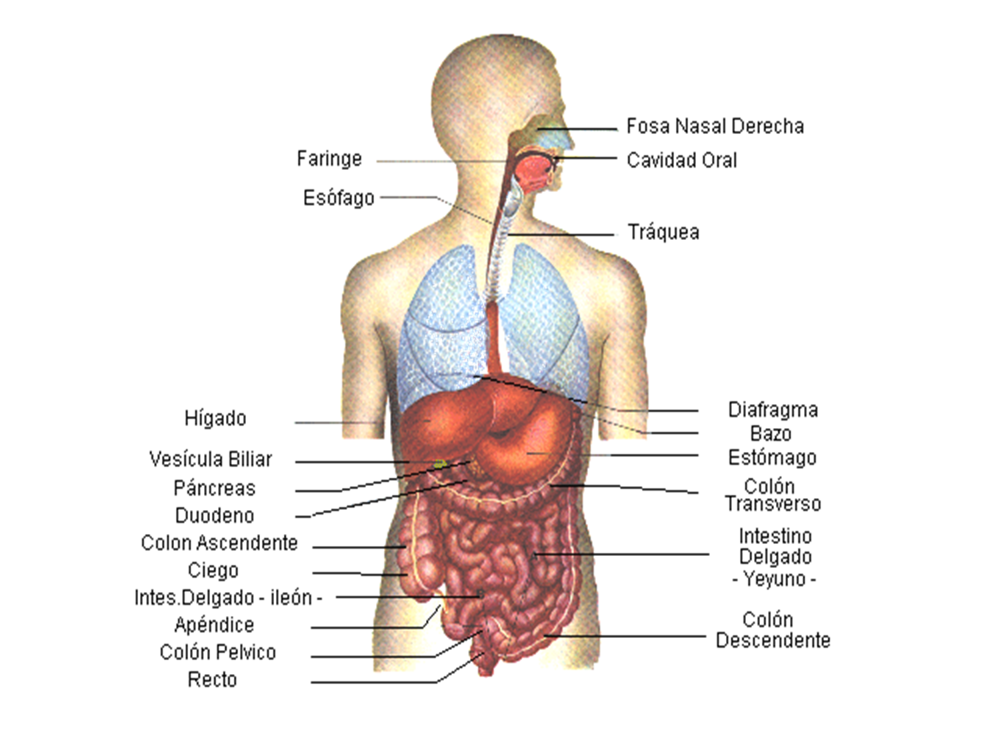 Fosa Nasal Derecha
Faringe
Cavidad Oral
Esófago
Tráquea
Hígado
Vesícula Biliar
Páncreas
Duodeno
Colon Ascendente
Ciego
Intes.Delgado - ileón -
Apéndice
Colón Pelvico
Recto
Diafragma
Bazo
Estómago
Colón
Transverso
Intestino
Delgado
- Yeyuno -
Colón
Descendente